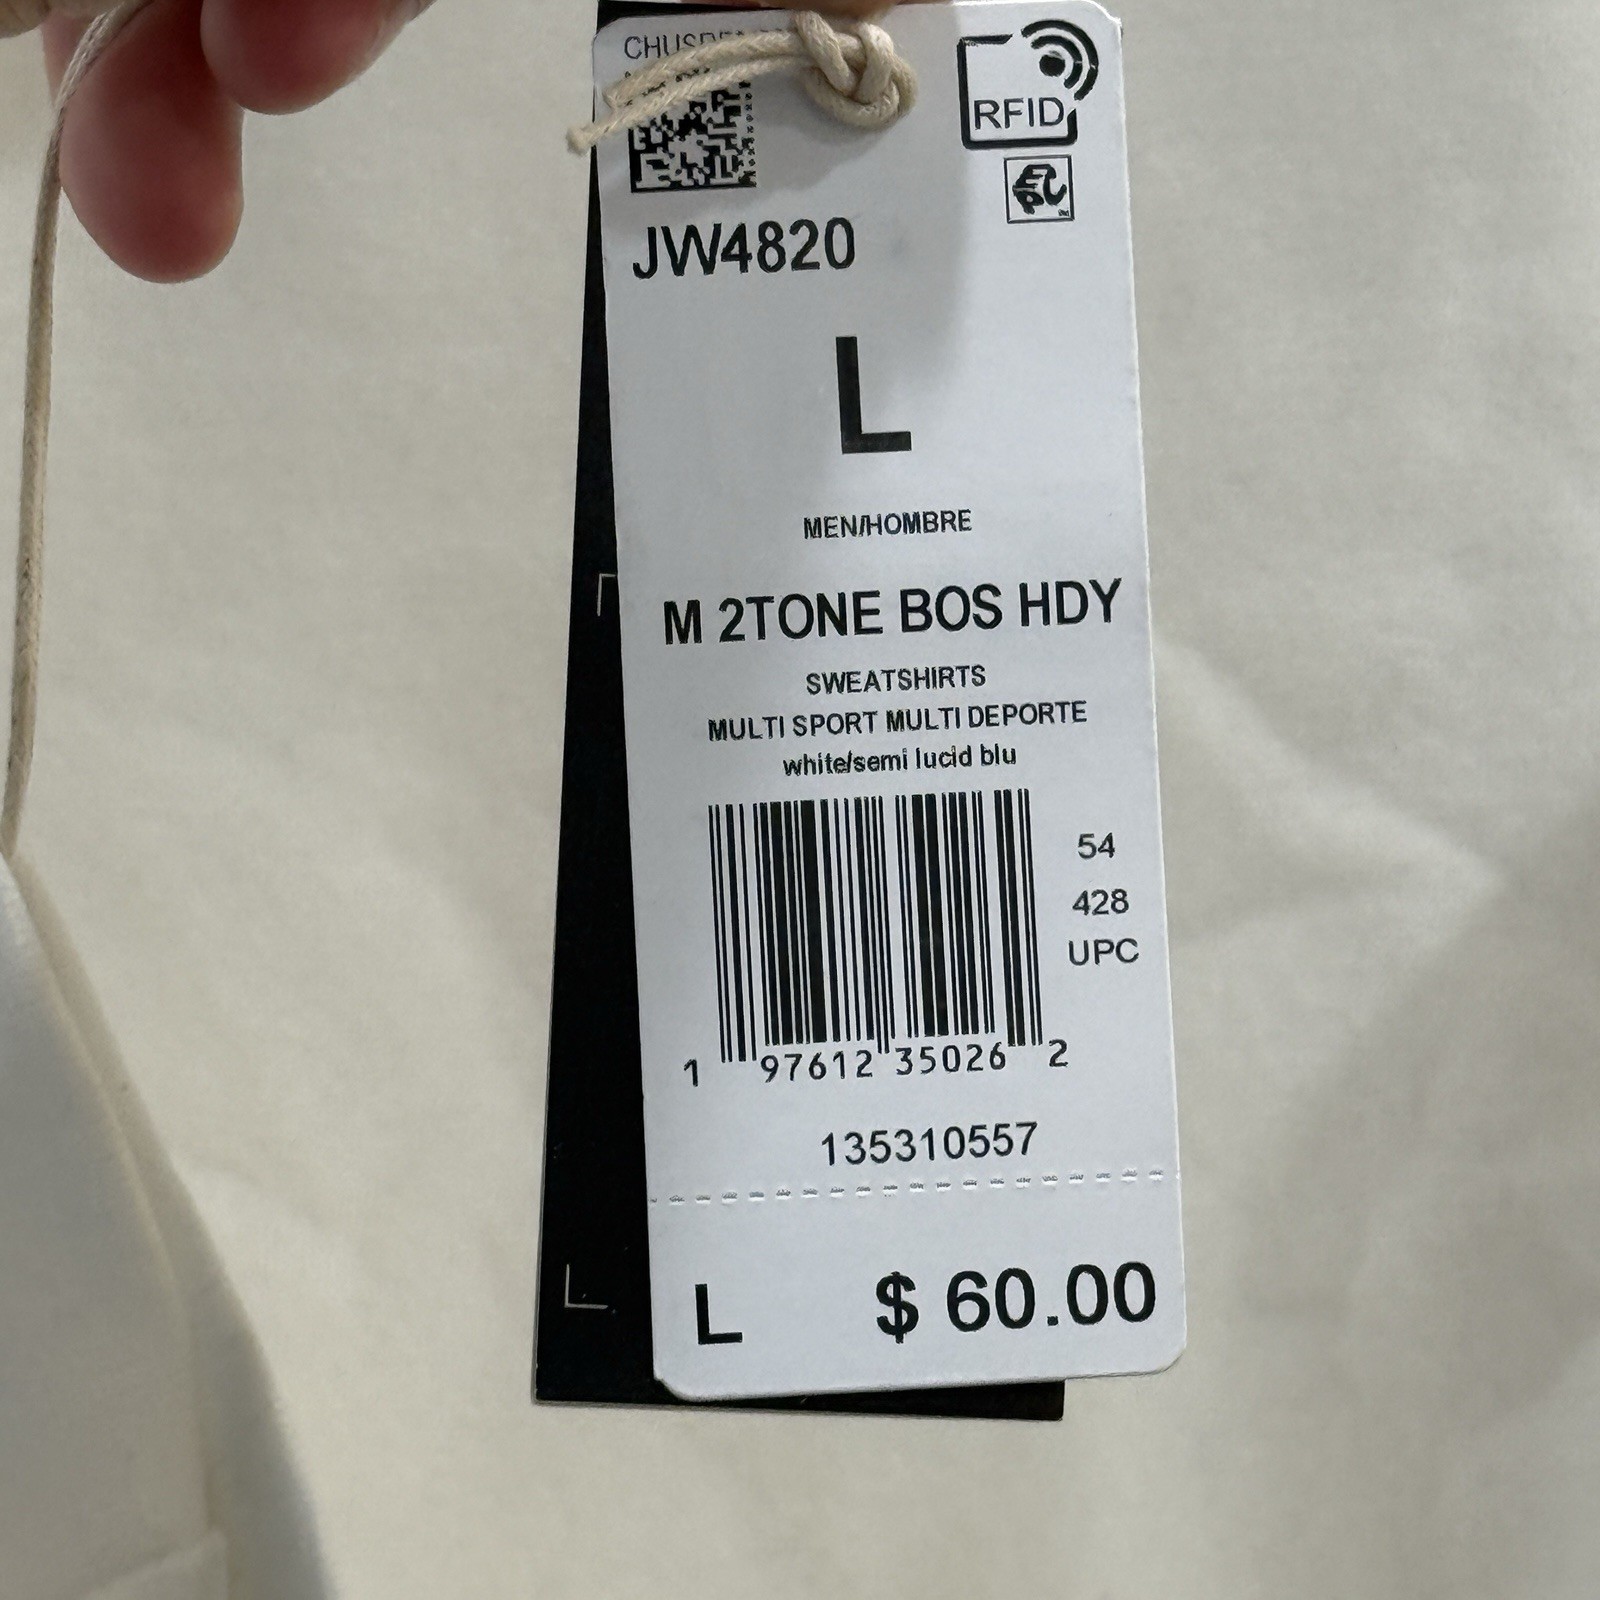 RFID
JW4820
L
MEN/HOMBRE
M 2TONE BOS HDY
SWEATSHIRTS
MULTI SPORT MULTI DEPORTE
white/semi lucid blu
54
428
UPC
1 97612 35026 2
135310557
L $ 60.00